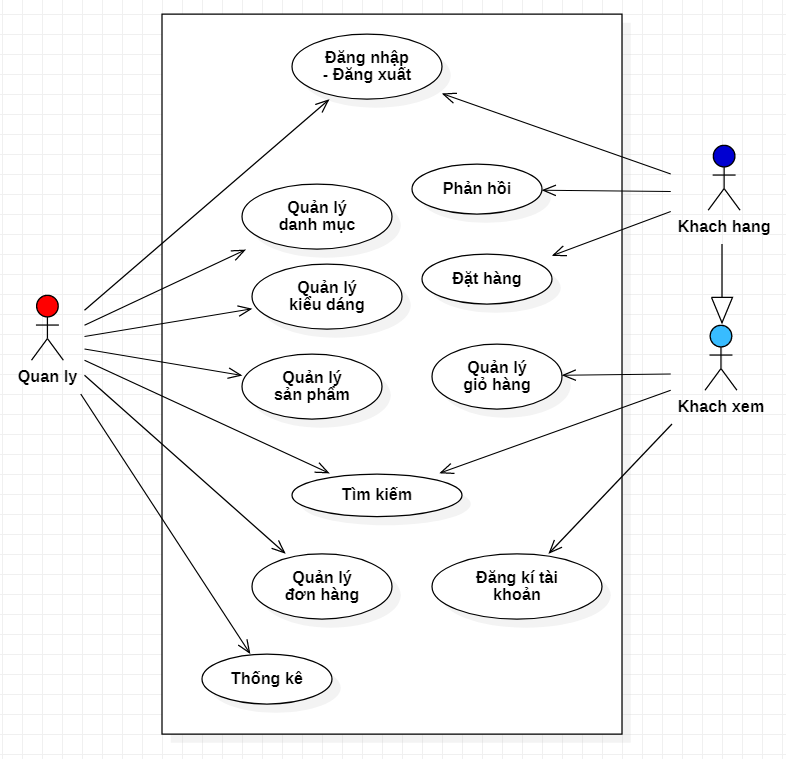 Đăng nhập
- Đăng xuất
Phản hồi
Khach hang
Quản lý
danh mục
Đặt hàng
Quản lý
kiểu dáng
Quan ly
Quản lý
sản phẩm
Quản lý
giỏ hàng
Khach xem
Tìm kiếm
Quản lý
đơn hàng
Đăng kí tài
khoản
Thống kê